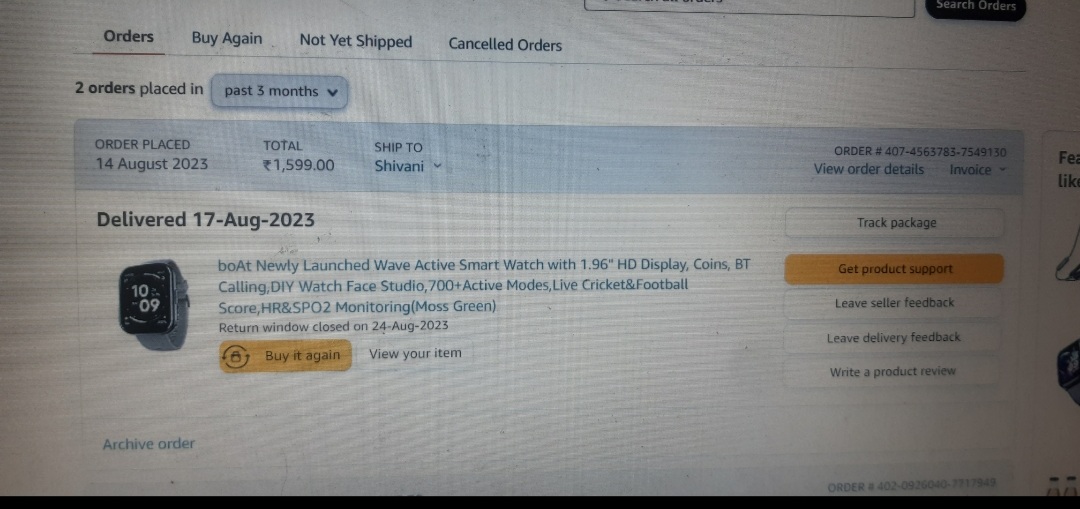 Search Orders
Orders Buy Again Not Yet Shipped Cancelled Orders
2 orders placed in past 3 months
ORDER PLACED TOTAL SHIP TO ORDER # 407-4563783-7549130
14 August 2023 ₹1,599.00 Shivani View order details Invoice
Delivered 17-Aug-2023
Track package
boAt Newly Launched Wave Active Smart Watch with 1.96" HD Display, Coins, BT
Calling,DIY Watch Face Studio,700+Active Modes,Live Cricket&Football
Score,HR&SPO2 Monitoring(Moss Green)
Return window closed on 24-Aug-2023
Buy it again View your item
10
09
Get product support
Leave seller feedback
Leave delivery feedback
Write a product review
Archive order
ORDER # 402-0926040-7717949
Fea
like